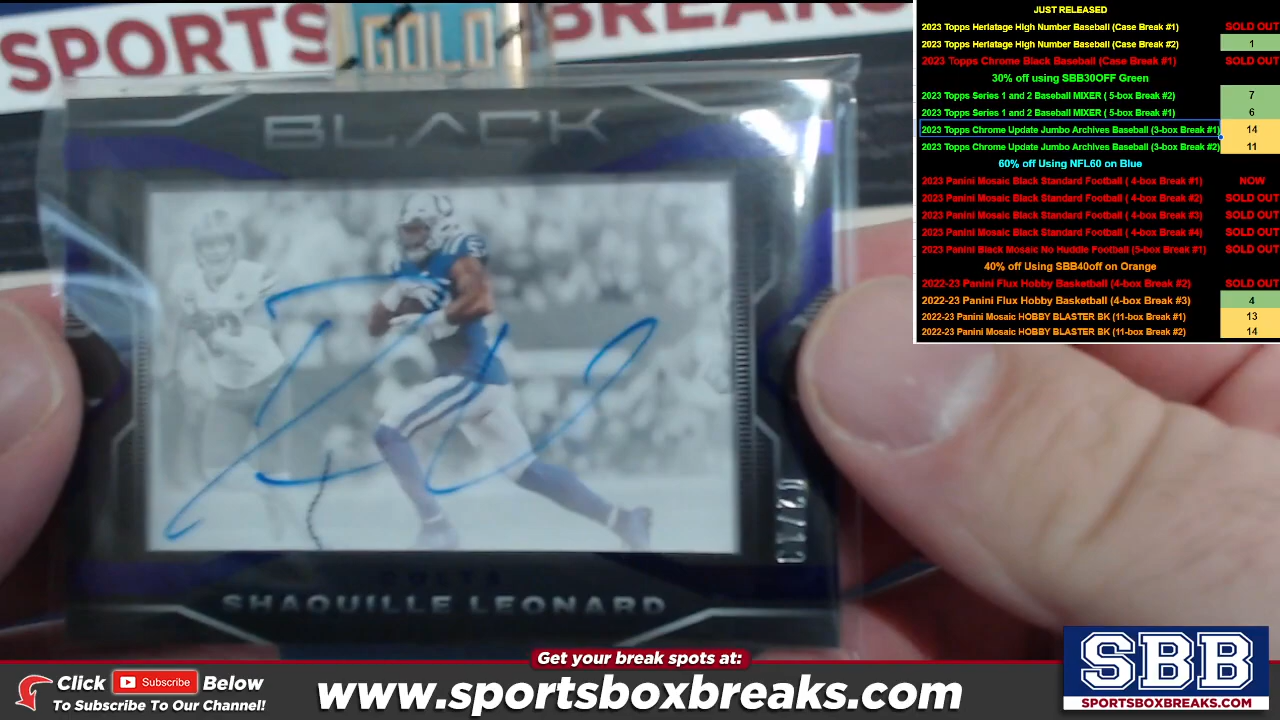 SPORTS
GOLD
BREAKS
BLACK
02/13
COLTS
SHAQUILLE LEONARD
JUST RELEASED
2023 Topps Heriatage High Number Baseball (Case Break #1) SOLD OUT
2023 Topps Heriatage High Number Baseball (Case Break #2) 1
2023 Topps Chrome Black Baseball (Case Break #1) SOLD OUT
30% off using SBB30OFF Green
2023 Topps Series 1 and 2 Baseball MIXER ( 5-box Break #2) 7
2023 Topps Series 1 and 2 Baseball MIXER ( 5-box Break #1) 6
2023 Topps Chrome Update Jumbo Archives Baseball (3-box Break #1) 14
2023 Topps Chrome Update Jumbo Archives Baseball (3-box Break #2) 11
60% off Using NFL60 on Blue
2023 Panini Mosaic Black Standard Football ( 4-box Break #1) NOW
2023 Panini Mosaic Black Standard Football ( 4-box Break #2) SOLD OUT
2023 Panini Mosaic Black Standard Football ( 4-box Break #3) SOLD OUT
2023 Panini Mosaic Black Standard Football ( 4-box Break #4) SOLD OUT
2023 Panini Black Mosaic No Huddle Football (5-box Break #1) SOLD OUT
40% off Using SBB40off on Orange
2022-23 Panini Flux Hobby Basketball (4-box Break #2) SOLD OUT
2022-23 Panini Flux Hobby Basketball (4-box Break #3) 4
2022-23 Panini Mosaic HOBBY BLASTER BK (11-box Break #1) 13
2022-23 Panini Mosaic HOBBY BLASTER BK (11-box Break #2) 14
Get your break spots at:
Click Subscribe Below
To Subscribe To Our Channel!
www.sportsboxbreaks.com
SBB
SPORTSBOXBREAKS.COM